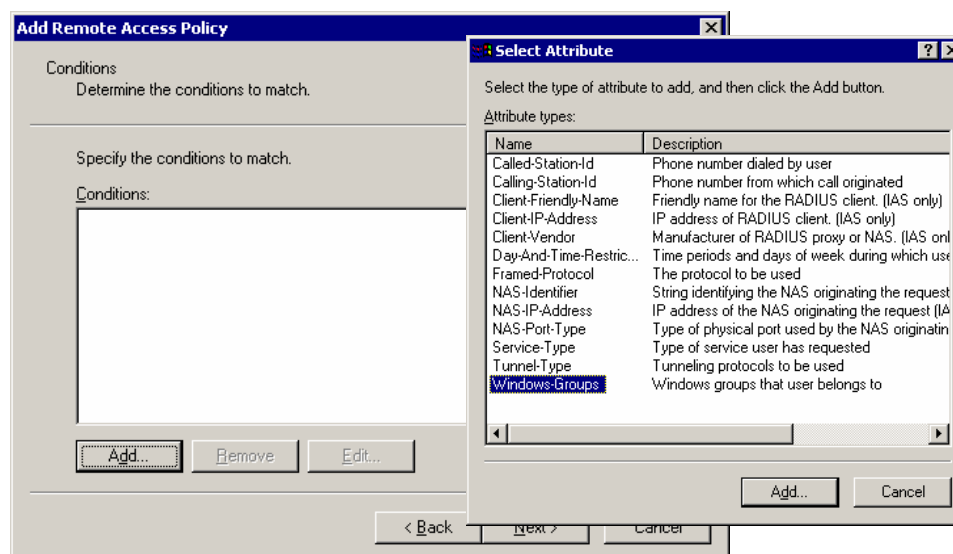 Add Remote Access Policy
Conditions
Determine the conditions to match.
Specify the conditions to match.
Conditions:
Add...
Remove
Edit...
< Back
Next >
Cancel
Select Attribute
Select the type of attribute to add, and then click the Add button.
Attribute types:
Name Description
Called-Station-Id Phone number dialed by user
Calling-Station-Id Phone number from which call originated
Client-Friendly-Name Friendly name for the RADIUS client. (IAS only)
Client-IP-Address IP address of RADIUS client. (IAS only)
Client-Vendor Manufacturer of RADIUS proxy or NAS. (IAS onl
Day-And-Time-Restric... Time periods and days of week during which use
Framed-Protocol The protocol to be used
NAS-Identifier String identifying the NAS originating the request
NAS-IP-Address IP address of the NAS originating the request (IA
NAS-Port-Type Type of physical port used by the NAS originatin
Service-Type Type of service user has requested
Tunnel-Type Tunneling protocols to be used
Windows-Groups Windows groups that user belongs to
Add...
Cancel